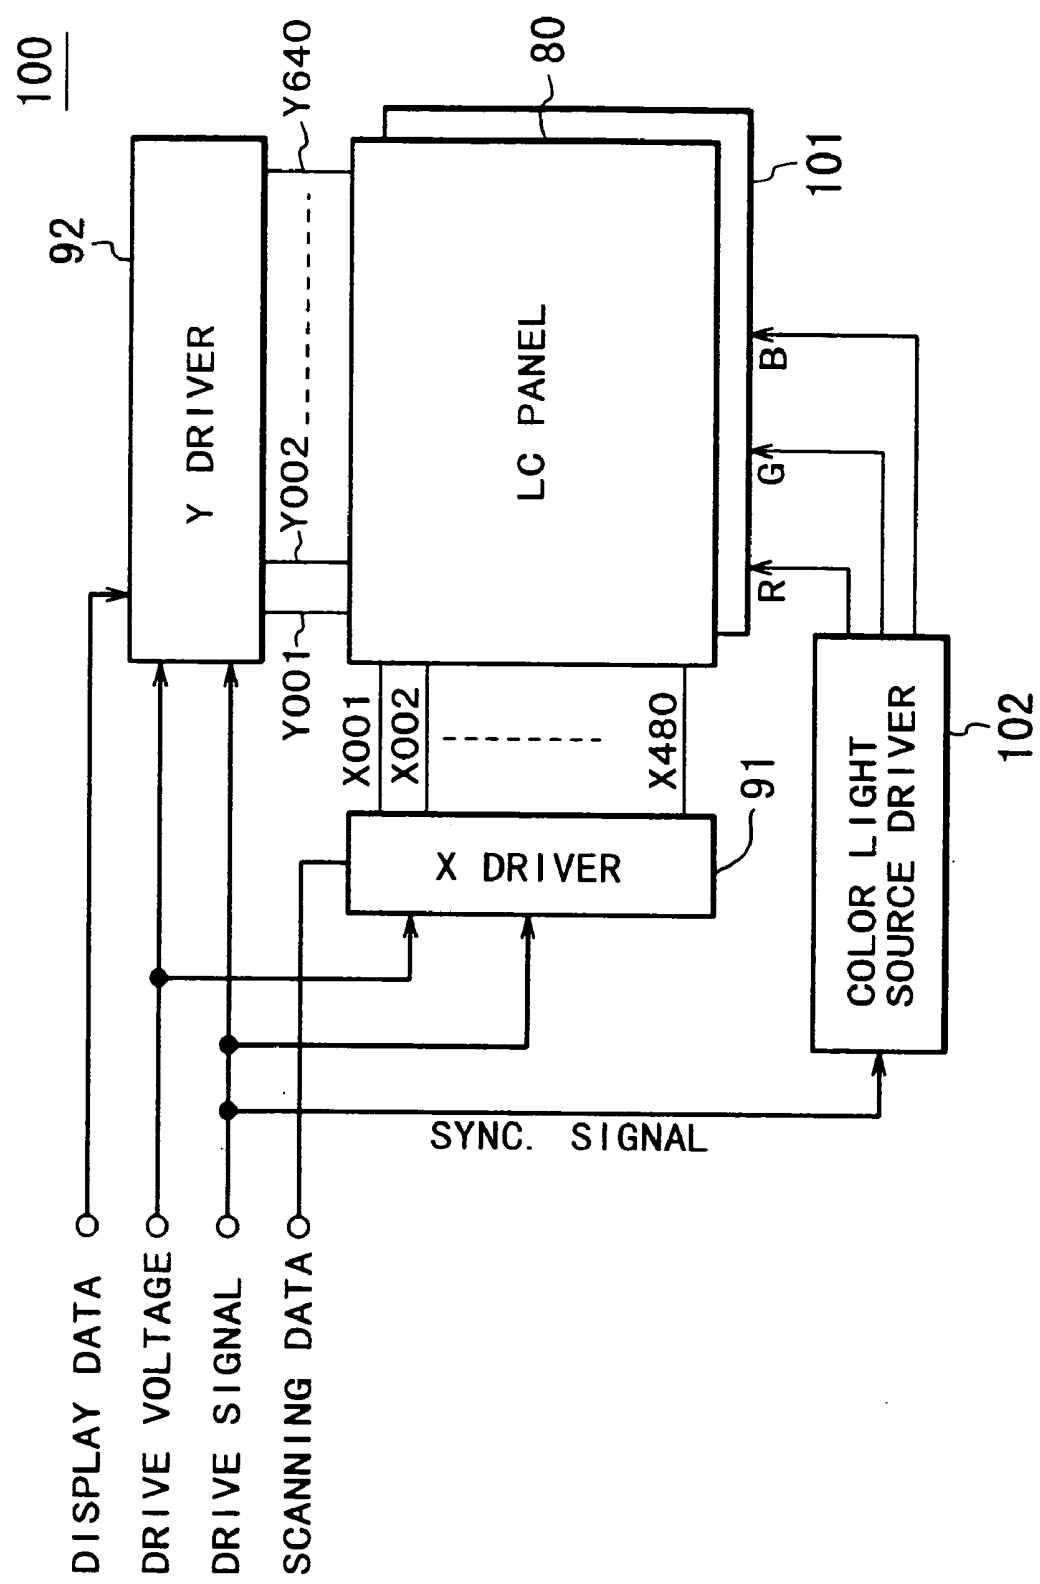 100
92
Y DRIVER
Y001
Y002
Y640
80
LC PANEL
101
X001
X002
X480
X DRIVER
91
R
G
B
COLOR LIGHT
SOURCE DRIVER
102
SYNC. SIGNAL
DISPLAY DATA
DRIVE VOLTAGE
DRIVE SIGNAL
SCANNING DATA